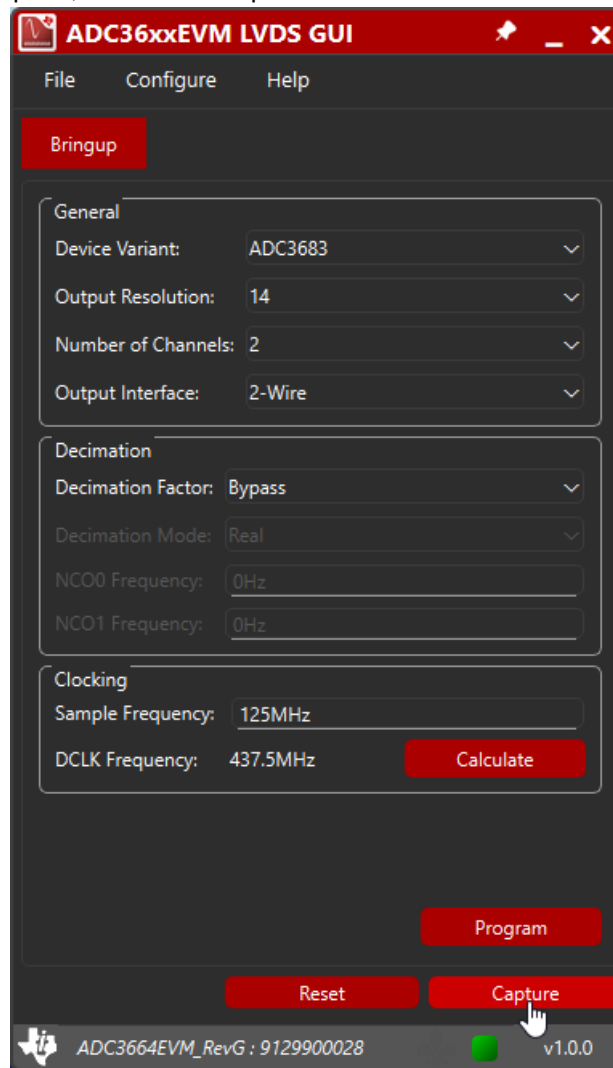 ADC36xxEVM LVDS GUI
File Configure Help
Bringup
General
Device Variant: ADC3683
Output Resolution: 14
Number of Channels: 2
Output Interface: 2-Wire
Decimation
Decimation Factor: Bypass
Decimation Mode: Real
NCO0 Frequency: 0Hz
NCO1 Frequency: 0Hz
Clocking
Sample Frequency: 125MHz
DCLK Frequency: 437.5MHz Calculate
Program
Reset Capture
ADC3664EVM_RevG : 9129900028 v1.0.0